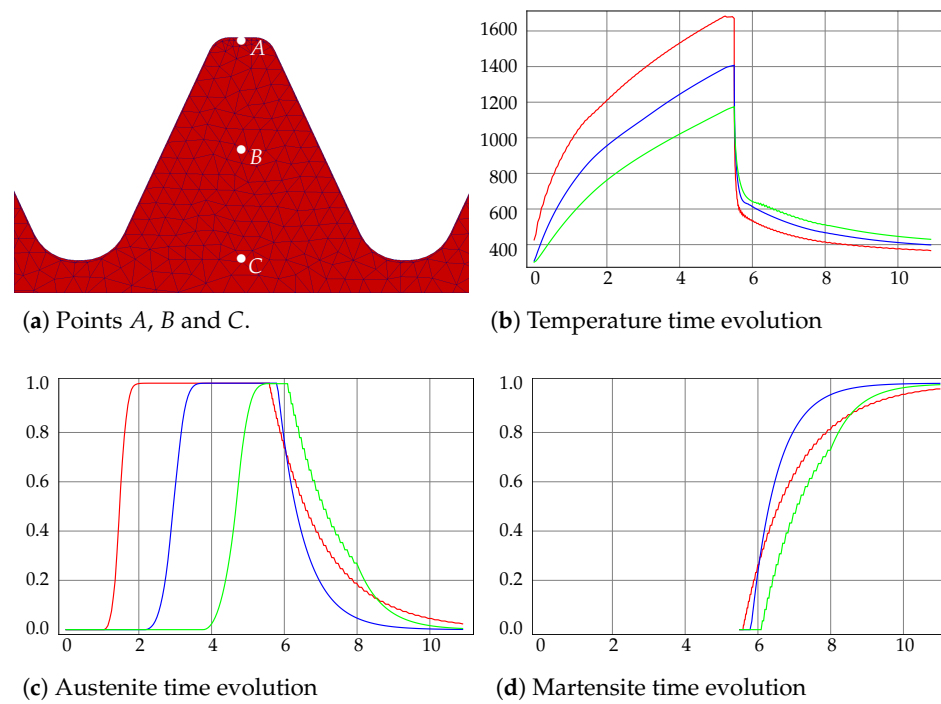 A
B
C
(a) Points A, B and C.
1600
1400
1200
1000
800
600
400
0 2 4 6 8 10
(b) Temperature time evolution
1.0
0.8
0.6
0.4
0.2
0.0
0 2 4 6 8 10
(c) Austenite time evolution
1.0
0.8
0.6
0.4
0.2
0.0
0 2 4 6 8 10
(d) Martensite time evolution